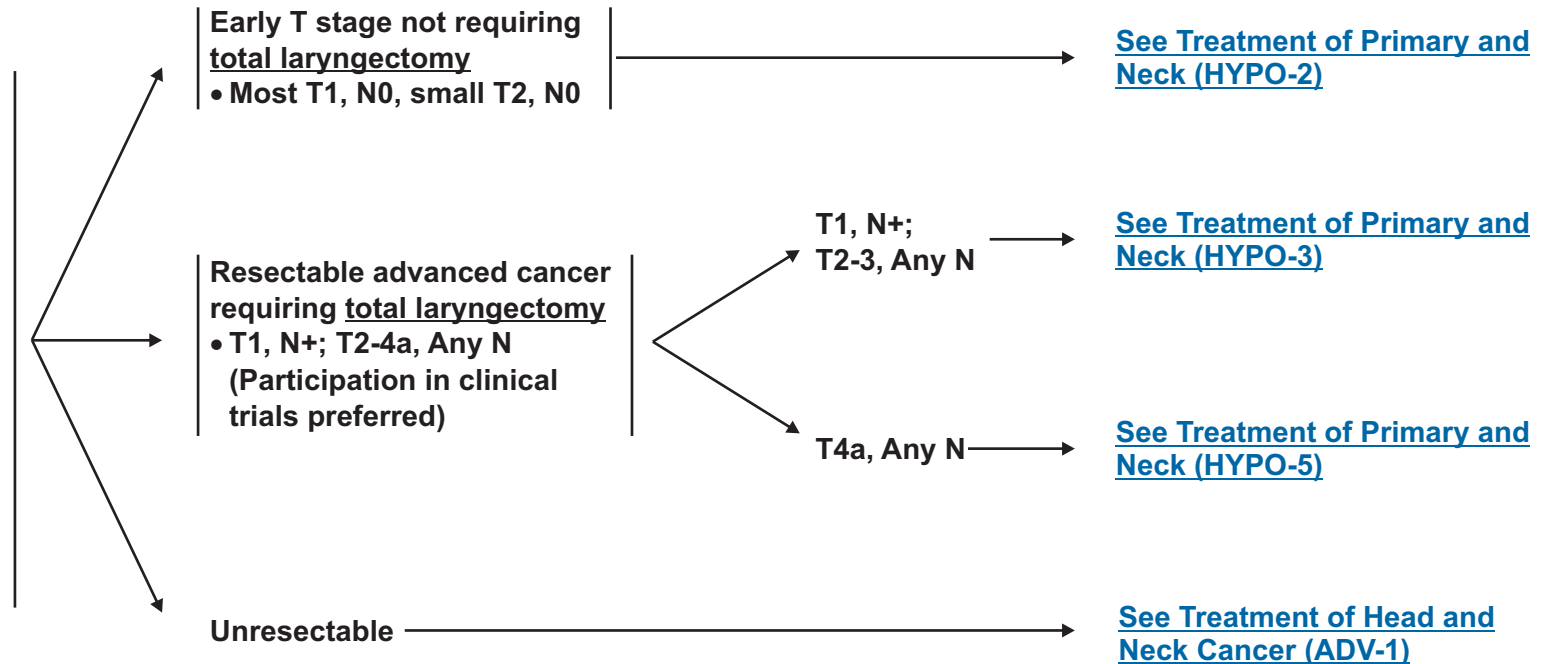 Early T stage not requiring
total laryngectomy
• Most T1, N0, small T2, N0
See Treatment of Primary and
Neck (HYPO-2)
Resectable advanced cancer
requiring total laryngectomy
• T1, N+; T2-4a, Any N
(Participation in clinical
trials preferred)
T1, N+;
T2-3, Any N
See Treatment of Primary and
Neck (HYPO-3)
T4a, Any N
See Treatment of Primary and
Neck (HYPO-5)
Unresectable
See Treatment of Head and
Neck Cancer (ADV-1)